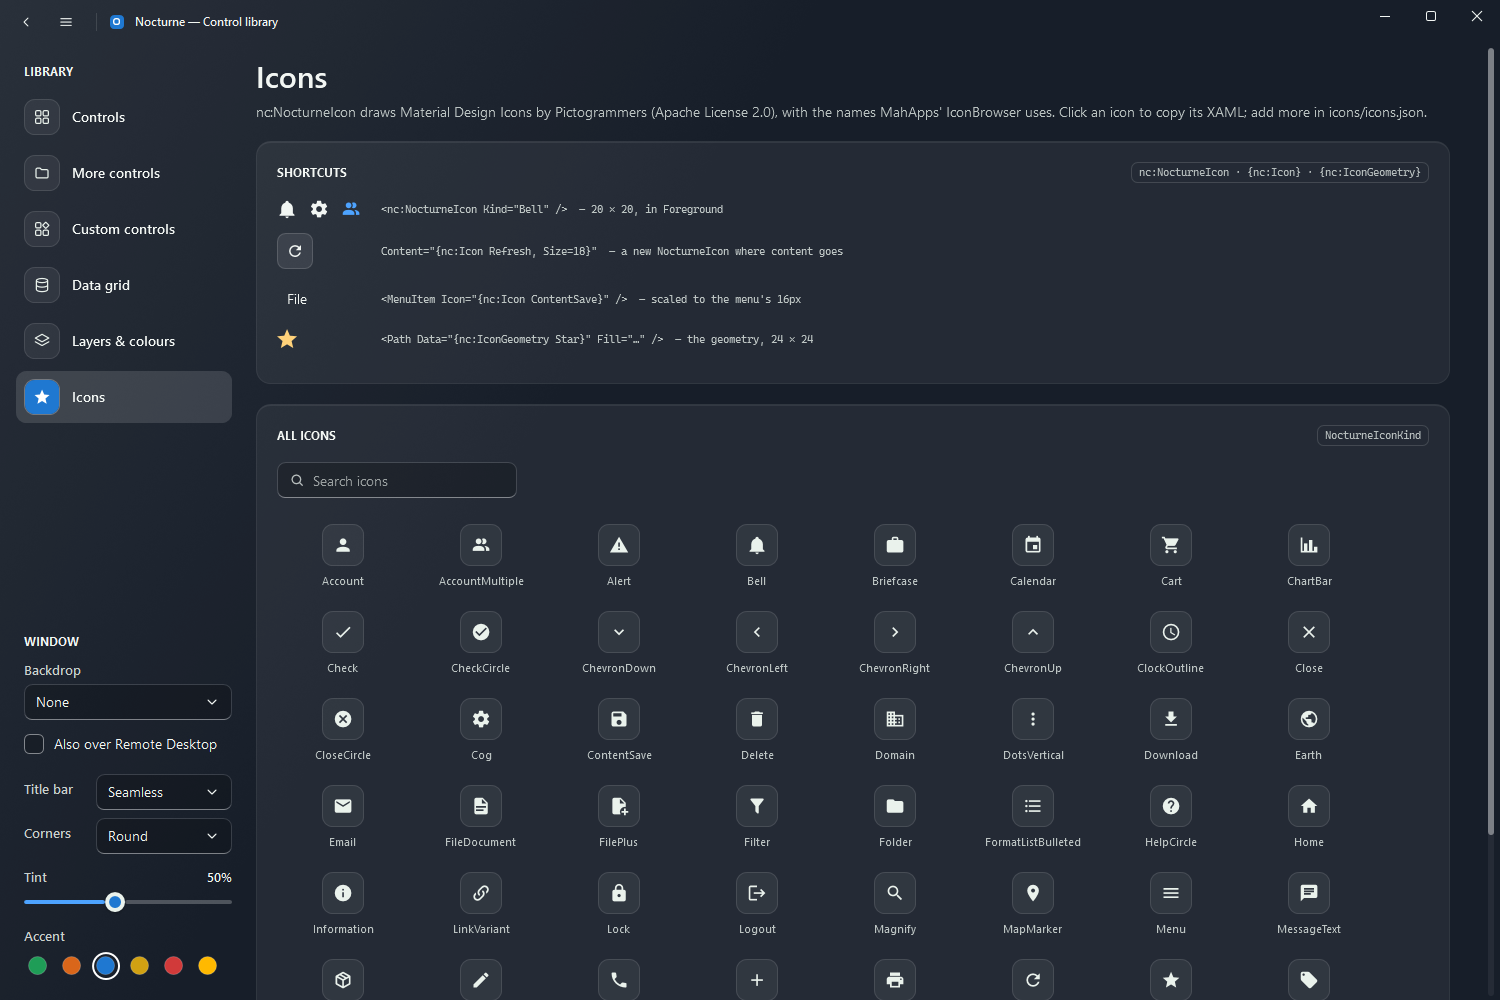 Nocturne — Control library
LIBRARY
Controls
More controls
Custom controls
Data grid
Layers & colours
Icons
WINDOW
Backdrop
None
Also over Remote Desktop
Title bar
Seamless
Corners
Round
Tint
50%
Accent
Icons
nc:NocturneIcon draws Material Design Icons by Pictogrammers (Apache License 2.0), with the names MahApps' IconBrowser uses. Click an icon to copy its XAML; add more in icons/icons.json.
SHORTCUTS
nc:NocturneIcon · {nc:Icon} · {nc:IconGeometry}
<nc:NocturneIcon Kind="Bell" /> — 20 × 20, in Foreground
Content="{nc:Icon Refresh, Size=18}" — a new NocturneIcon where content goes
File
<MenuItem Icon="{nc:Icon ContentSave}" /> — scaled to the menu's 16px
<Path Data="{nc:IconGeometry Star}" Fill="…" /> — the geometry, 24 × 24
ALL ICONS
NocturneIconKind
Search icons
Account AccountMultiple Alert Bell Briefcase Calendar Cart ChartBar
Check CheckCircle ChevronDown ChevronLeft ChevronRight ChevronUp ClockOutline Close
CloseCircle Cog ContentSave Delete Domain DotsVertical Download Earth
Email FileDocument FilePlus Filter Folder FormatListBulleted HelpCircle Home
Information LinkVariant Lock Logout Magnify MapMarker Menu MessageText